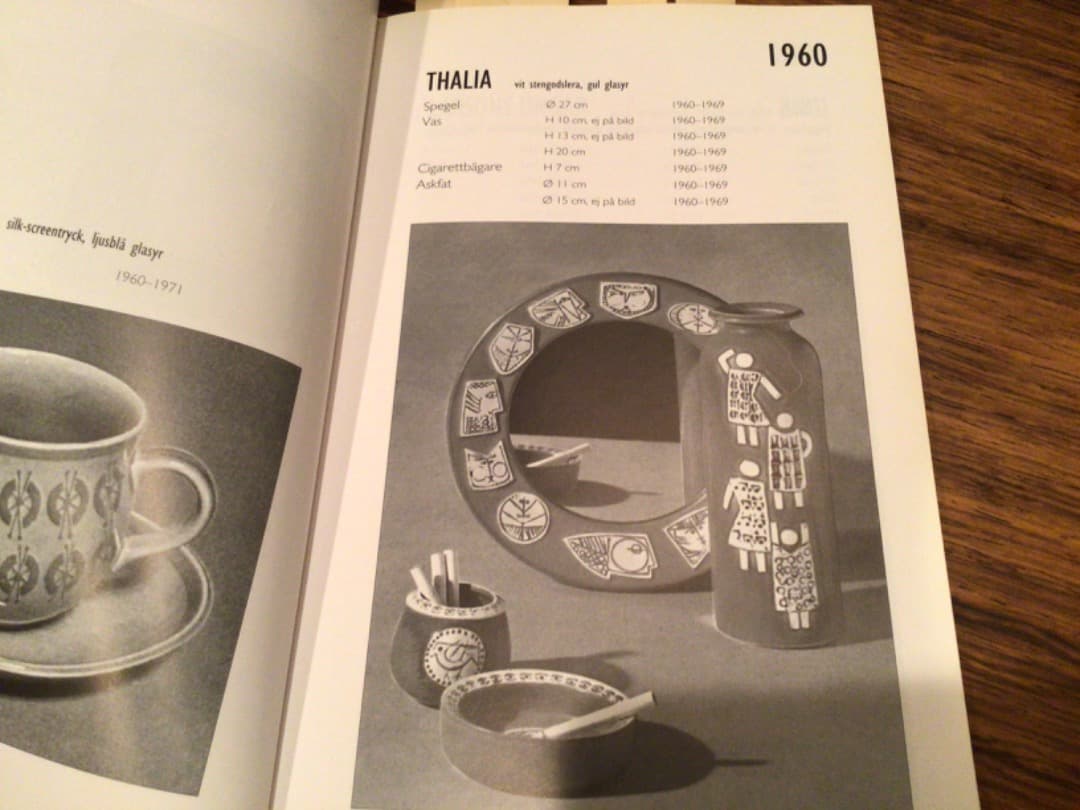 silk-screentryck, ljusblå glasyr
1960–1971
1960
THALIA vit stengodslera, gul glasyr
Spegel Ø 27 cm 1960–1969
Vas H 10 cm, ej på bild 1960–1969
H 13 cm, ej på bild 1960–1969
H 20 cm 1960–1969
Cigarettbägare H 7 cm 1960–1969
Askfat Ø 11 cm 1960–1969
Ø 15 cm, ej på bild 1960–1969